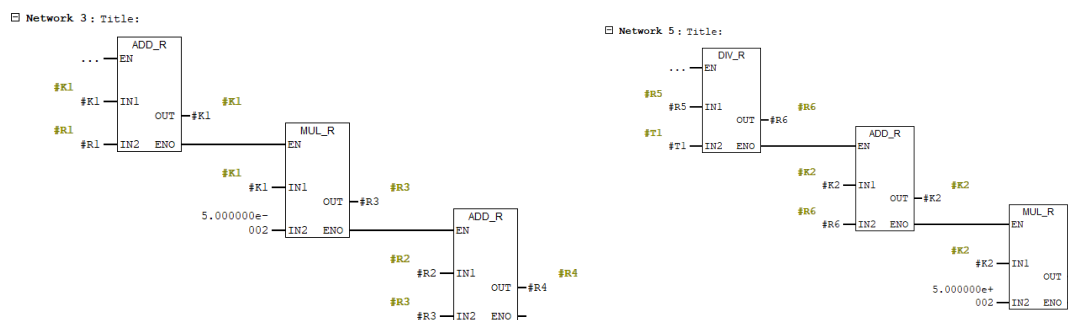 Network 3: Title:
ADD_R
... EN
#K1
#K1 IN1
#K1
OUT #K1
#R1
#R1 IN2 ENO
MUL_R
EN
#K1
#K1 IN1
#R3
OUT #R3
5.000000e-
002 IN2 ENO
ADD_R
EN
#R2
#R2 IN1
#R4
OUT #R4
#R3
#R3 IN2 ENO
Network 5: Title:
DIV_R
... EN
#R5
#R5 IN1
#R6
OUT #R6
#T1
#T1 IN2 ENO
ADD_R
EN
#K2
#K2 IN1
#K2
OUT #K2
#R6
#R6 IN2 ENO
MUL_R
EN
#K2
#K2 IN1
OUT
5.000000e+
002 IN2 ENO